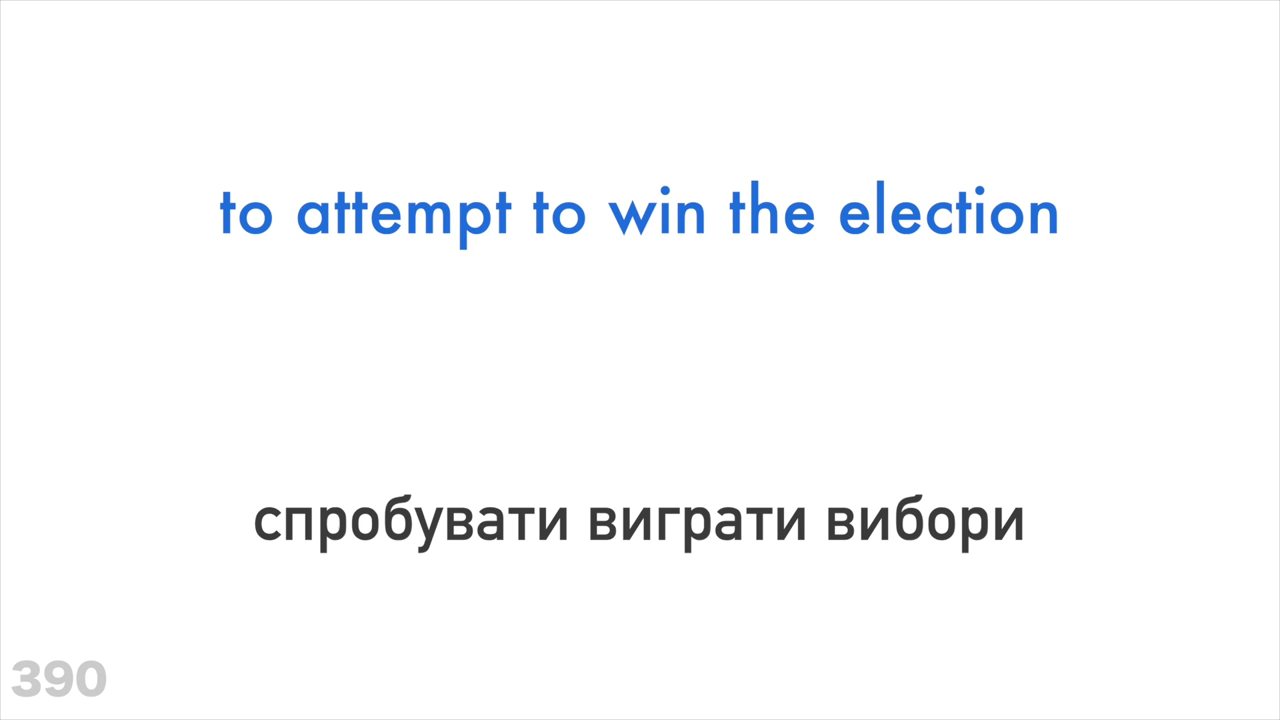 to attempt to win the election
спробувати виграти вибори
390